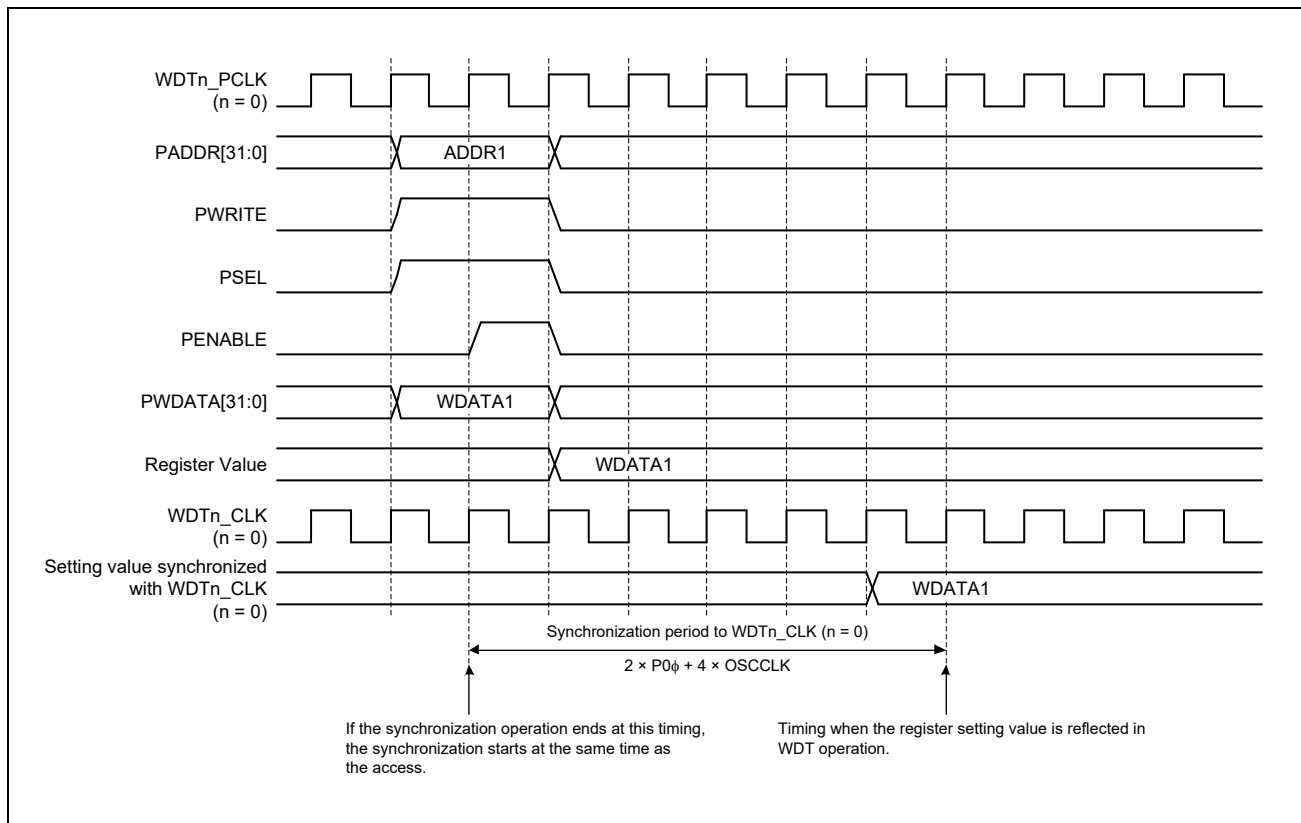 WDTn_PCLK
(n = 0)
PADDR[31:0]
ADDR1
PWRITE
PSEL
PENABLE
PWDATA[31:0]
WDATA1
Register Value
WDATA1
WDTn_CLK
(n = 0)
Setting value synchronized
with WDTn_CLK
(n = 0)
WDATA1
Synchronization period to WDTn_CLK (n = 0)
2 × P0ϕ + 4 × OSCCLK
If the synchronization operation ends at this timing,
the synchronization starts at the same time as
the access.
Timing when the register setting value is reflected in
WDT operation.